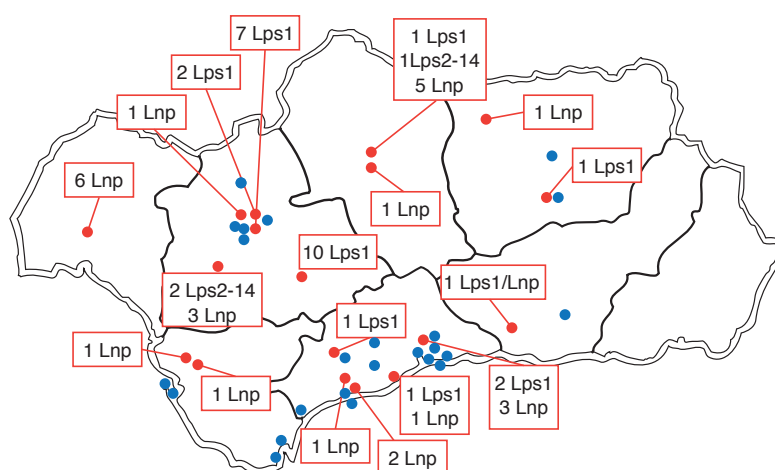 7 Lps1
2 Lps1
1 Lnp
6 Lnp
1 Lps1
1Lps2-14
5 Lnp
1 Lnp
1 Lnp
1 Lps1
10 Lps1
2 Lps2-14
3 Lnp
1 Lps1/Lnp
1 Lps1
1 Lnp
1 Lnp
1 Lps1
1 Lnp
2 Lps1
3 Lnp
1 Lnp
2 Lnp